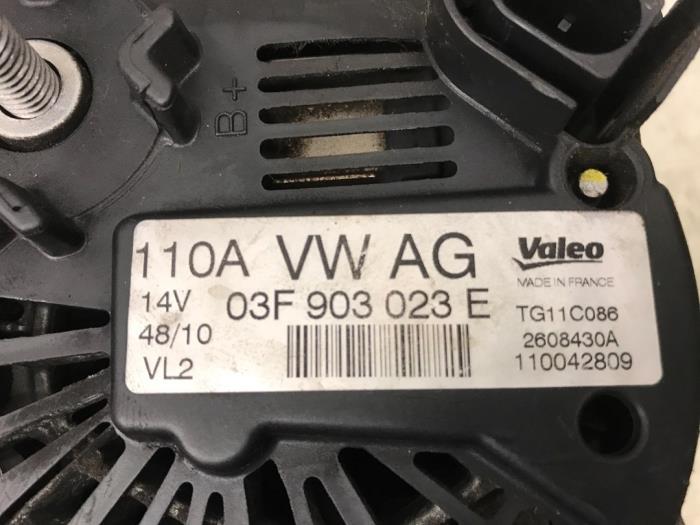 B+
110A VW AG
14V 03F 903 023 E
48/10
VL2
Valeo
MADE IN FRANCE
TG11C086
2608430A
110042809